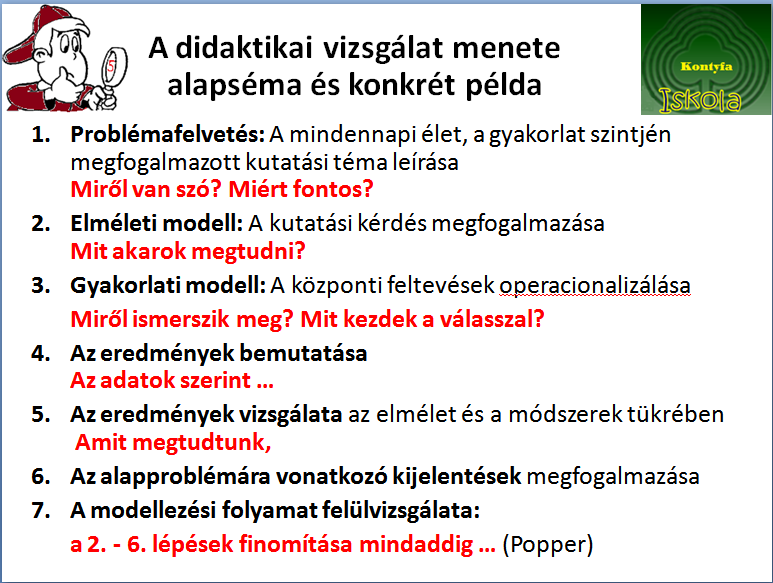 A didaktikai vizsgálat menete
alapséma és konkrét példa
Kontyfa
Iskola
1. Problémafelvetés: A mindennapi élet, a gyakorlat szintjén
megfogalmazott kutatási téma leírása
Miről van szó? Miért fontos?
2. Elméleti modell: A kutatási kérdés megfogalmazása
Mit akarok megtudni?
3. Gyakorlati modell: A központi feltevések operacionalizálása
Miről ismerszik meg? Mit kezdek a válasszal?
4. Az eredmények bemutatása
Az adatok szerint ...
5. Az eredmények vizsgálata az elmélet és a módszerek tükrében
Amit megtudtunk,
6. Az alapproblémára vonatkozó kijelentések megfogalmazása
7. A modellezési folyamat felülvizsgálata:
a 2. - 6. lépések finomítása mindaddig ... (Popper)